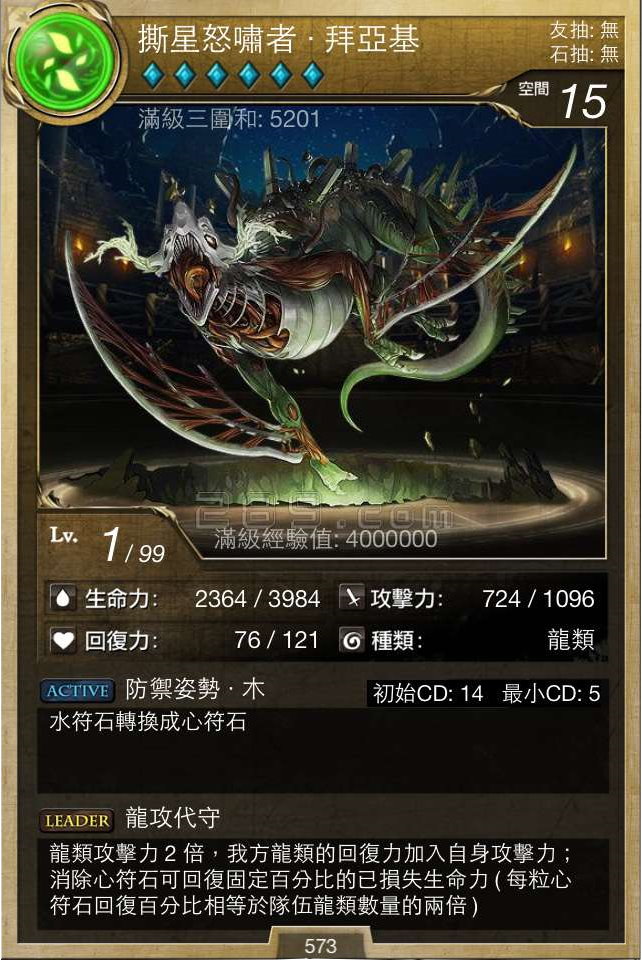 撕星怒嘯者 · 拜亞基
友抽: 無
石抽: 無
空間 15
滿級三圍和: 5201
289.com
Lv. 1 / 99
滿級經驗值: 4000000
生命力: 2364 / 3984 攻擊力: 724 / 1096
回復力: 76 / 121 種類: 龍類
ACTIVE 防禦姿勢 · 木 初始CD: 14 最小CD: 5
水符石轉換成心符石
LEADER 龍攻代守
龍類攻擊力 2 倍，我方龍類的回復力加入自身攻擊力；
消除心符石可回復固定百分比的已損失生命力 ( 每粒心
符石回復百分比相等於隊伍龍類數量的兩倍 )
573